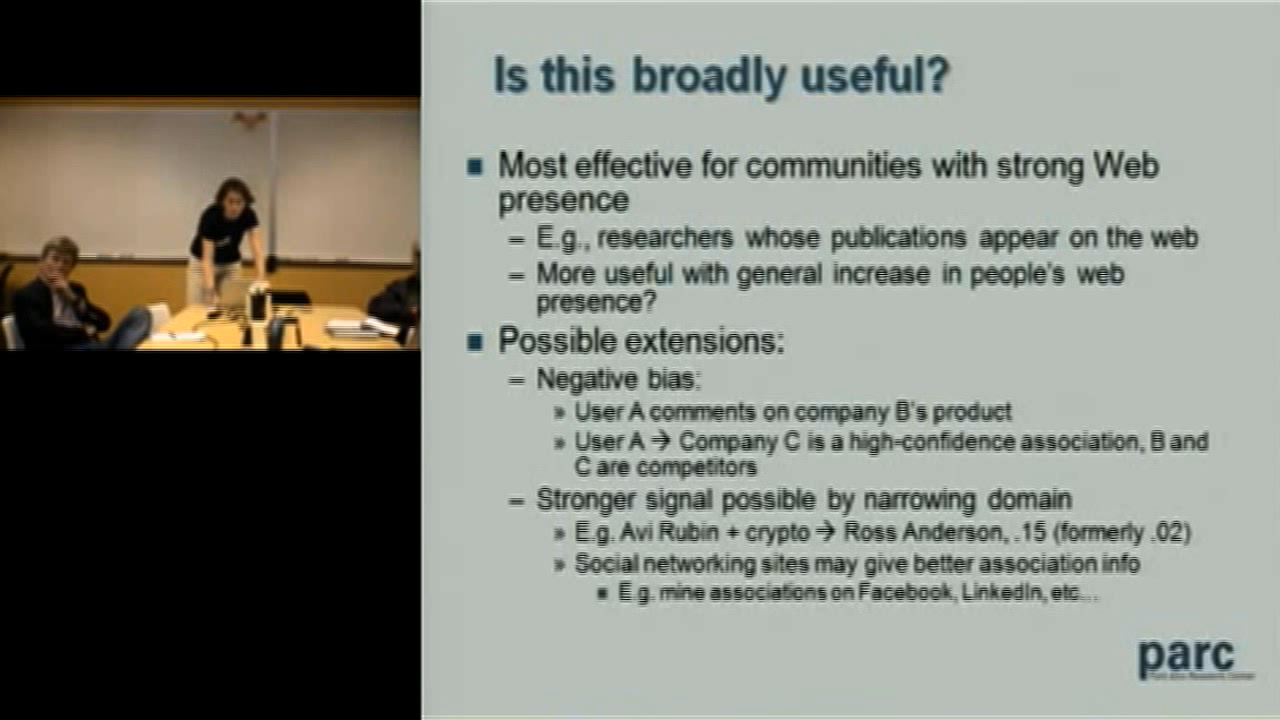 Is this broadly useful?
■ Most effective for communities with strong Web
presence
– E.g., researchers whose publications appear on the web
– More useful with general increase in people's web
presence?
■ Possible extensions:
– Negative bias:
» User A comments on company B's product
» User A → Company C is a high-confidence association, B and
C are competitors
– Stronger signal possible by narrowing domain
» E.g. Avi Rubin + crypto → Ross Anderson, .15 (formerly .02)
» Social networking sites may give better association info
■ E.g. mine associations on Facebook, LinkedIn, etc...
parc